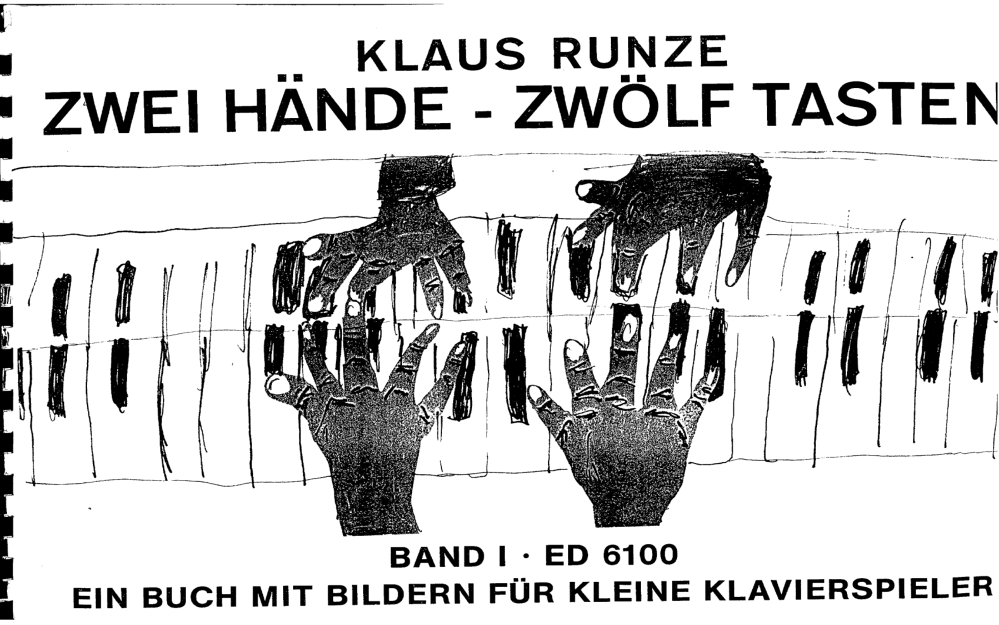 KLAUS RUNZE
ZWEI HÄNDE - ZWÖLF TASTEN
BAND I · ED 6100
EIN BUCH MIT BILDERN FÜR KLEINE KLAVIERSPIELER